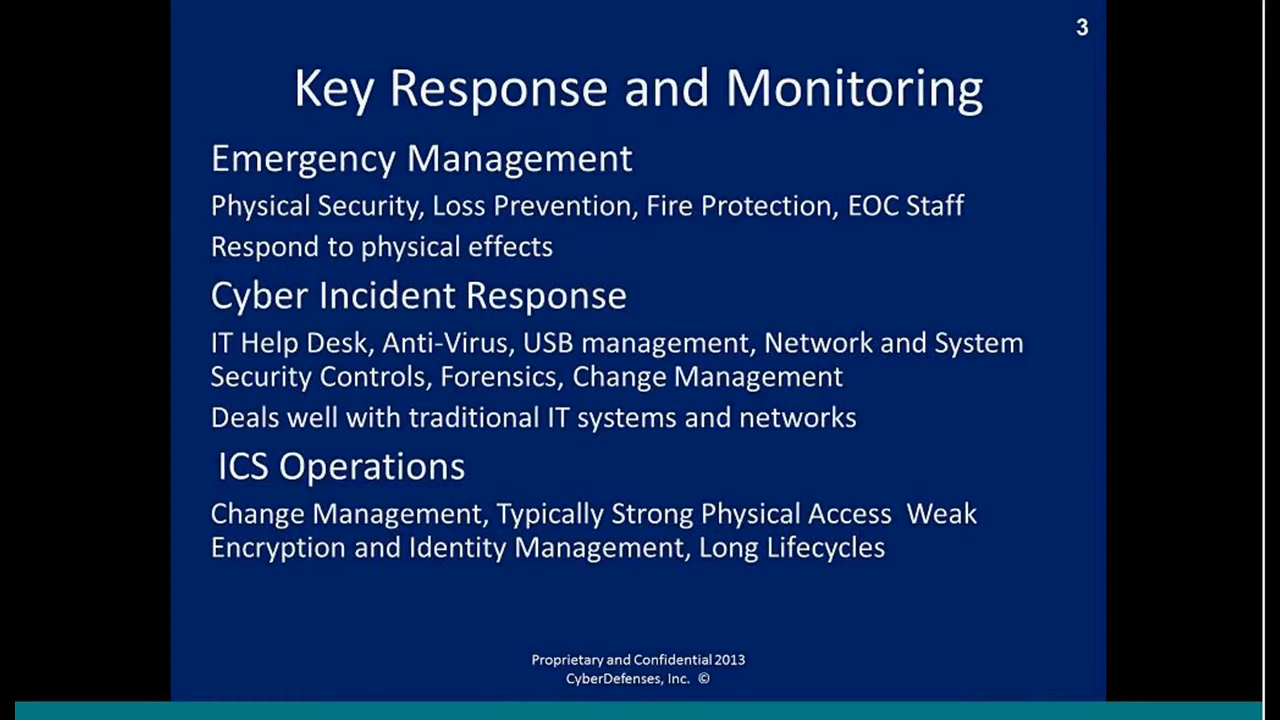 3
Key Response and Monitoring
Emergency Management
Physical Security, Loss Prevention, Fire Protection, EOC Staff
Respond to physical effects
Cyber Incident Response
IT Help Desk, Anti-Virus, USB management, Network and System
Security Controls, Forensics, Change Management
Deals well with traditional IT systems and networks
ICS Operations
Change Management, Typically Strong Physical Access  Weak
Encryption and Identity Management, Long Lifecycles
Proprietary and Confidential 2013
CyberDefenses, Inc. ©